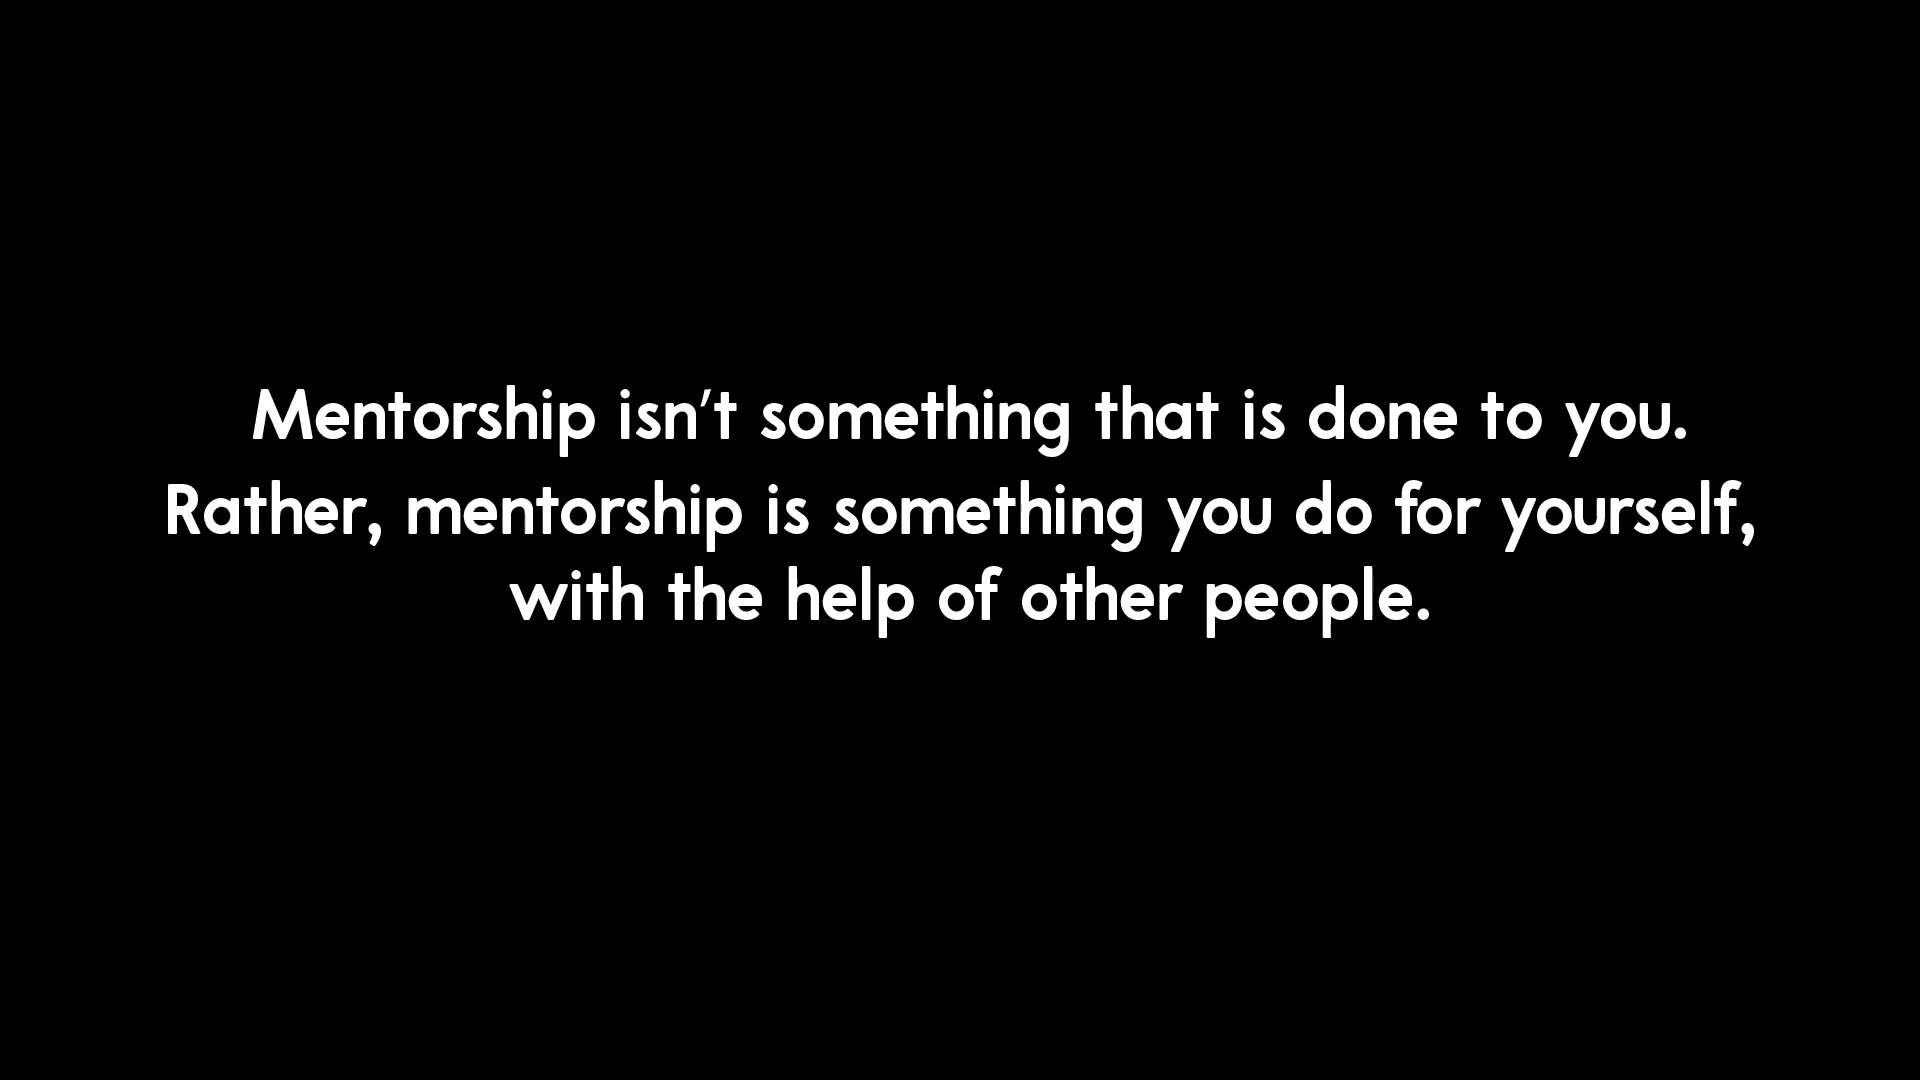 Mentorship isn't something that is done to you.
Rather, mentorship is something you do for yourself,
with the help of other people.